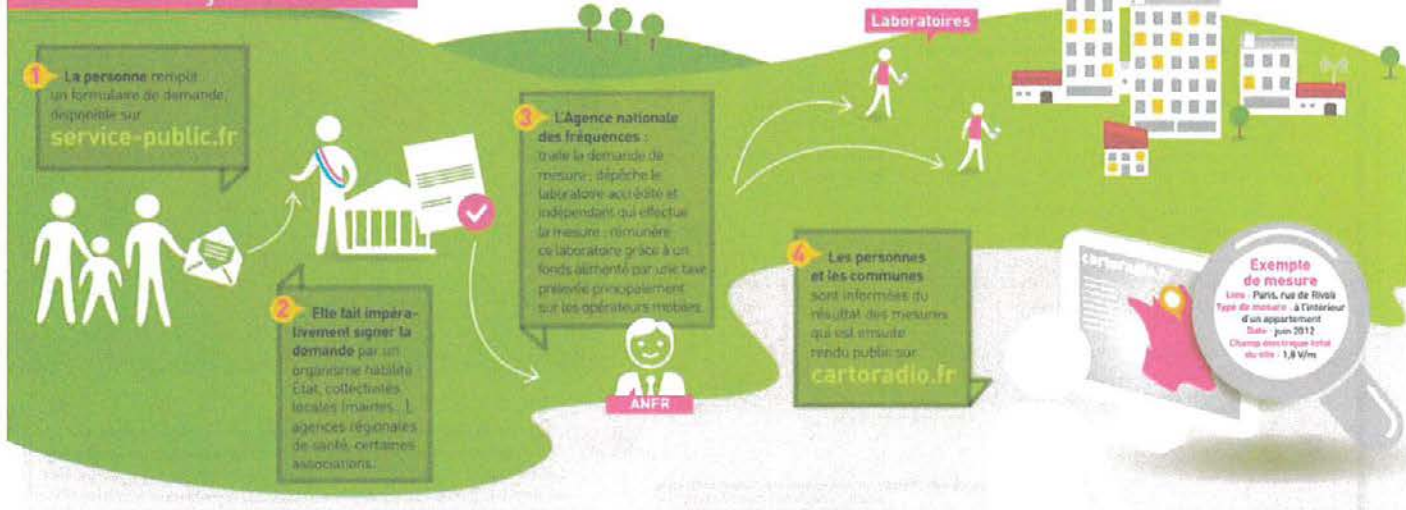 1 La personne remplit
un formulaire de demande,
disponible sur
service-public.fr
2 Elle fait impéra-
tivement signer la
demande par un
organisme habilité :
État, collectivités
locales (mairies...),
agences régionales
de santé, certaines
associations...
3 L'Agence nationale
des fréquences :
traite la demande de
mesure ; dépêche le
laboratoire accrédité et
indépendant qui effectue
la mesure ; rémunère
ce laboratoire grâce à un
fonds alimenté par une taxe
prélevée principalement
sur les opérateurs mobiles.
ANFR
Laboratoires
4 Les personnes
et les communes
sont informées du
résultat des mesures
qui est ensuite
rendu public sur
cartoradio.fr
cartoradio.fr
Exemple
de mesure
Lieu : Paris, rue de Rivoli
Type de mesure : à l'intérieur
d'un appartement
Date : juin 2012
Champ électrique total
du site : 1,8 V/m